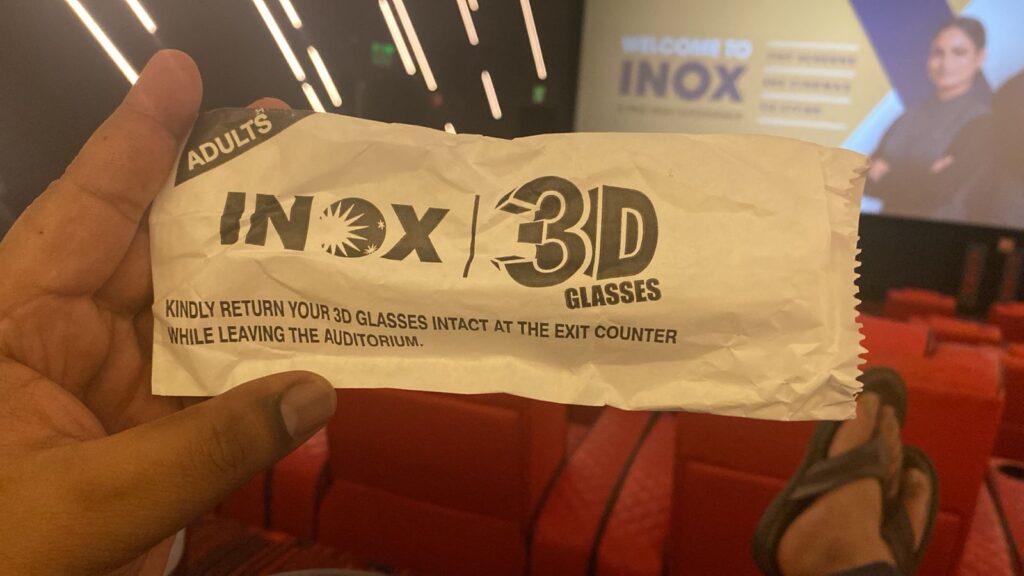 ADULTS
INOX | 3D
GLASSES
KINDLY RETURN YOUR 3D GLASSES INTACT AT THE EXIT COUNTER
WHILE LEAVING THE AUDITORIUM.
WELCOME TO
INOX